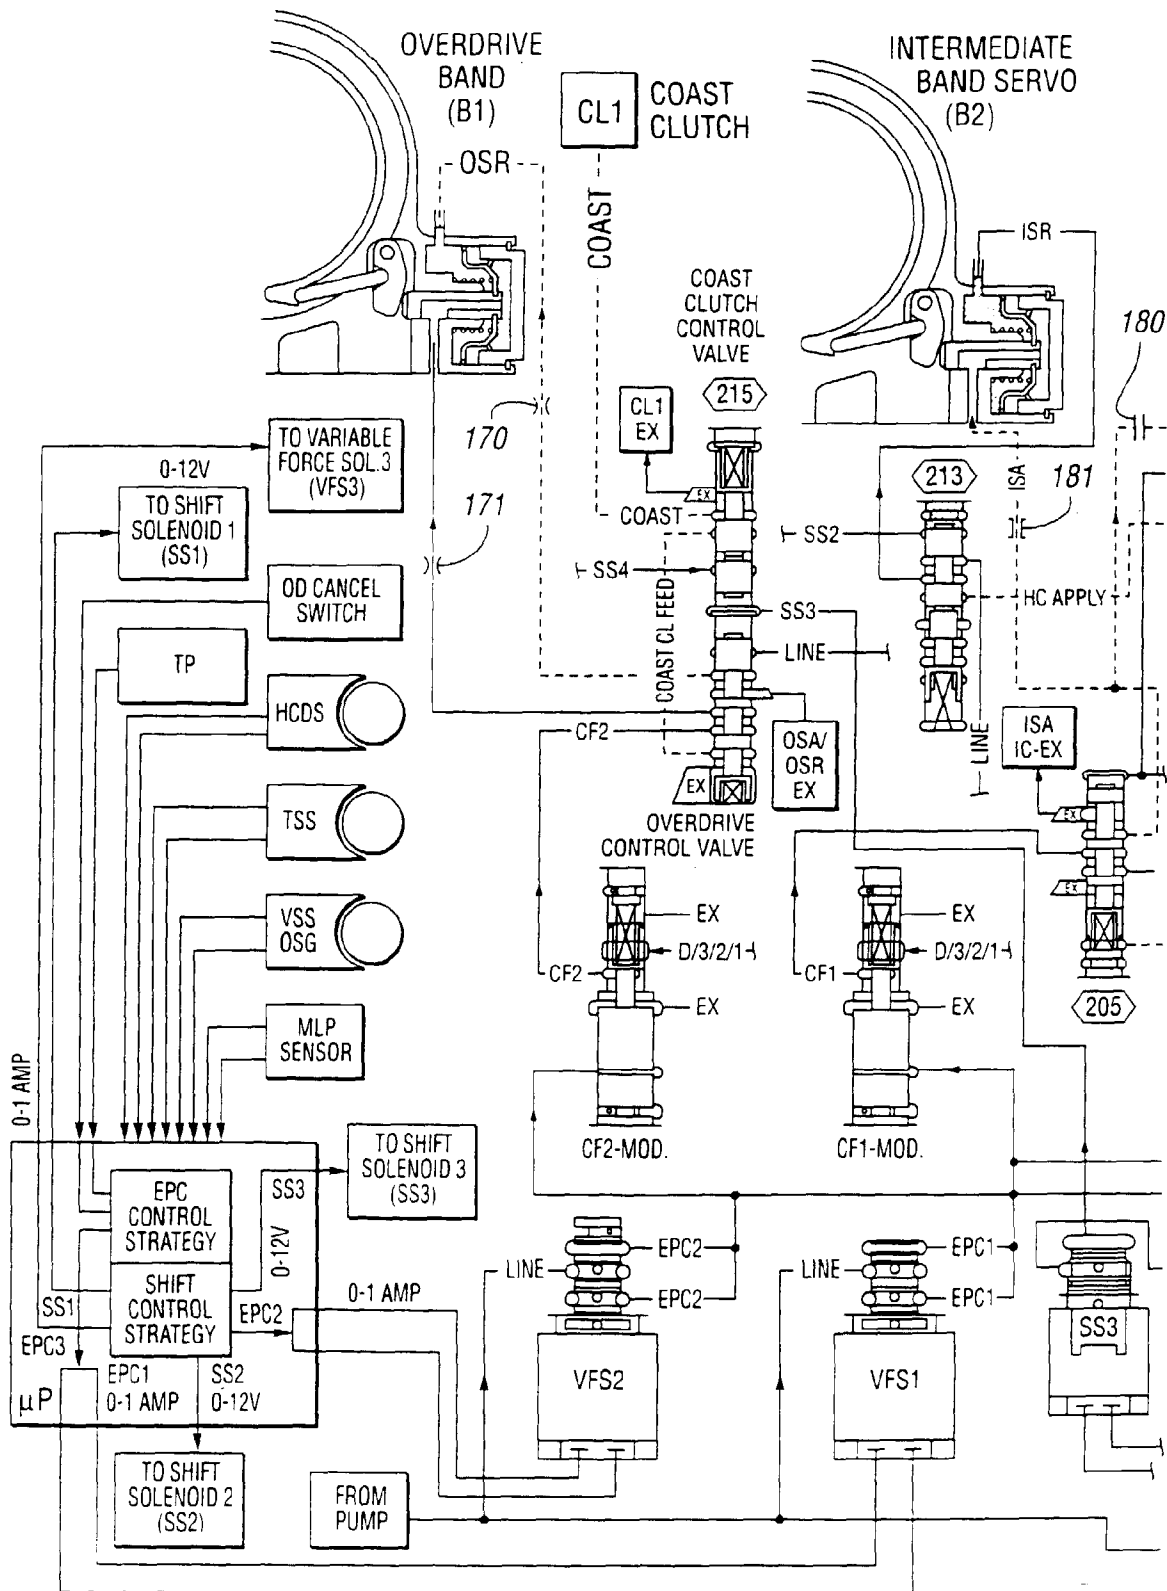 OVERDRIVE
BAND
(B1)
CL1
COAST
CLUTCH
INTERMEDIATE
BAND SERVO
(B2)
OSR
COAST
ISR
COAST
CLUTCH
CONTROL
VALVE
180
215
CL1
EX
170
TO VARIABLE
FORCE SOL.3
(VFS3)
0-12V
213
ISA
181
TO SHIFT
SOLENOID 1
(SS1)
171
EX
COAST
SS2
OD CANCEL
SWITCH
SS4
HC APPLY
SS3
COAST CL FEED
TP
LINE
HCDS
CF2
OSA/
OSR
EX
LINE
ISA
IC-EX
EX
TSS
OVERDRIVE
CONTROL VALVE
EX
EX
VSS
OSG
EX
D/3/2/1
CF2
EX
EX
D/3/2/1
CF1
EX
205
MLP
SENSOR
0-1 AMP
CF2-MOD.
CF1-MOD.
TO SHIFT
SOLENOID 3
(SS3)
EPC
CONTROL
STRATEGY
SS3
0-12V
SHIFT
CONTROL
STRATEGY
SS1
EPC2
EPC3
0-1 AMP
LINE
EPC2
EPC2
LINE
EPC1
EPC1
SS3
VFS2
VFS1
µP
EPC1
0-1 AMP
SS2
0-12V
TO SHIFT
SOLENOID 2
(SS2)
FROM
PUMP